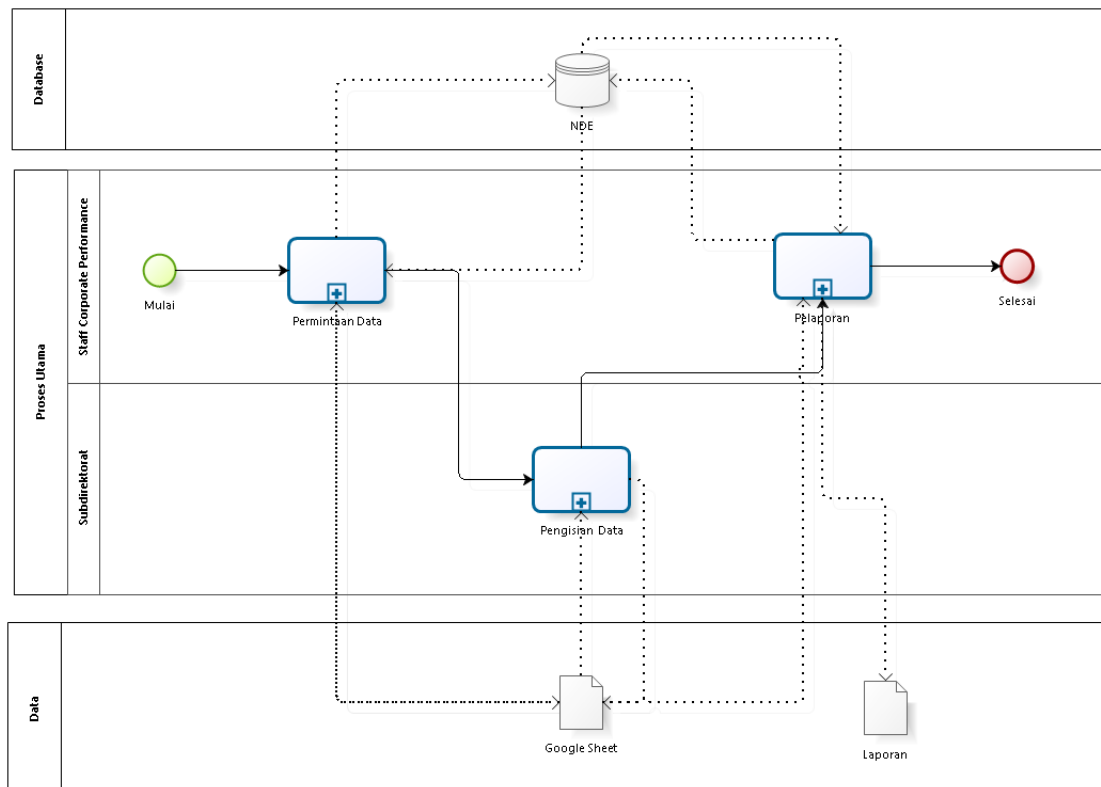 Database
NDE
Proses Utama
Staff Corporate Performance
Mulai
Permintaan Data
Pelaporan
Selesai
Subdirektorat
Pengisian Data
Data
Google Sheet
Laporan